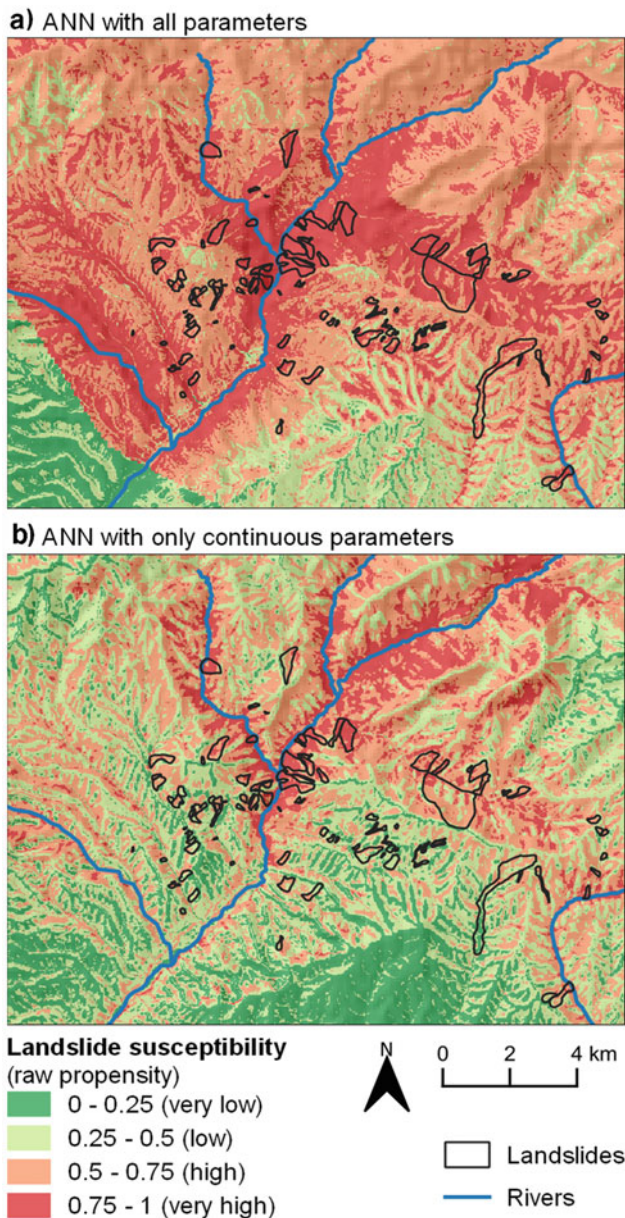 a) ANN with all parameters
b) ANN with only continuous parameters
Landslide susceptibility
(raw propensity)
0 - 0.25 (very low)
0.25 - 0.5 (low)
0.5 - 0.75 (high)
0.75 - 1 (very high)
N
0 2 4 km
Landslides
Rivers